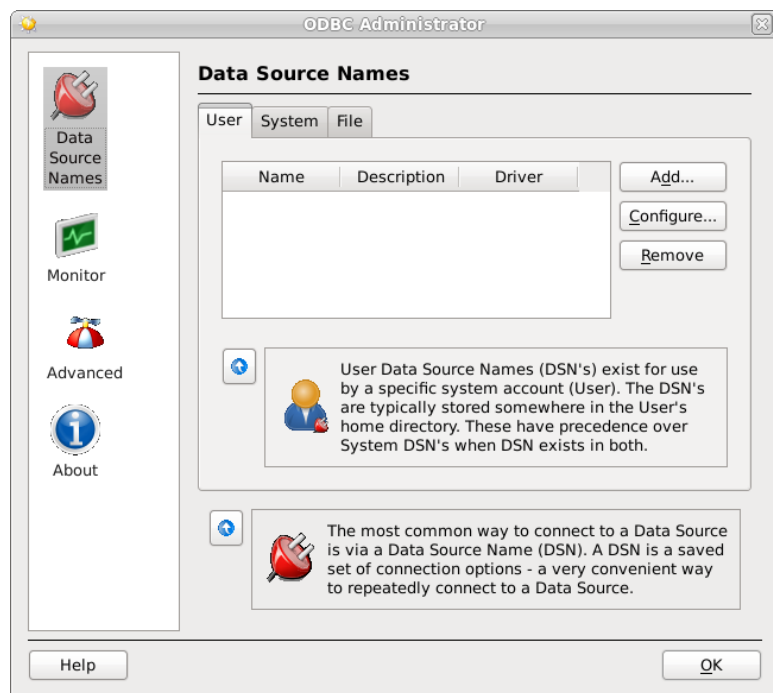 ODBC Administrator
Data
Source
Names
Monitor
Advanced
About
Data Source Names
User System File
Name Description Driver
Add...
Configure...
Remove
User Data Source Names (DSN's) exist for use
by a specific system account (User). The DSN's
are typically stored somewhere in the User's
home directory. These have precedence over
System DSN's when DSN exists in both.
The most common way to connect to a Data Source
is via a Data Source Name (DSN). A DSN is a saved
set of connection options - a very convenient way
to repeatedly connect to a Data Source.
Help
OK